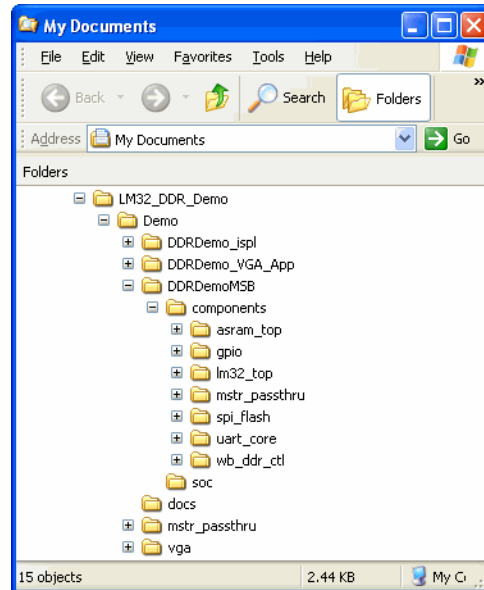 My Documents
File Edit View Favorites Tools Help
Back Search Folders »
Address My Documents Go
Folders
LM32_DDR_Demo
Demo
DDRDemo_ispl
DDRDemo_VGA_App
DDRDemoMSB
components
asram_top
gpio
lm32_top
mstr_passthru
spi_flash
uart_core
wb_ddr_ctl
soc
docs
mstr_passthru
vga
15 objects 2.44 KB My